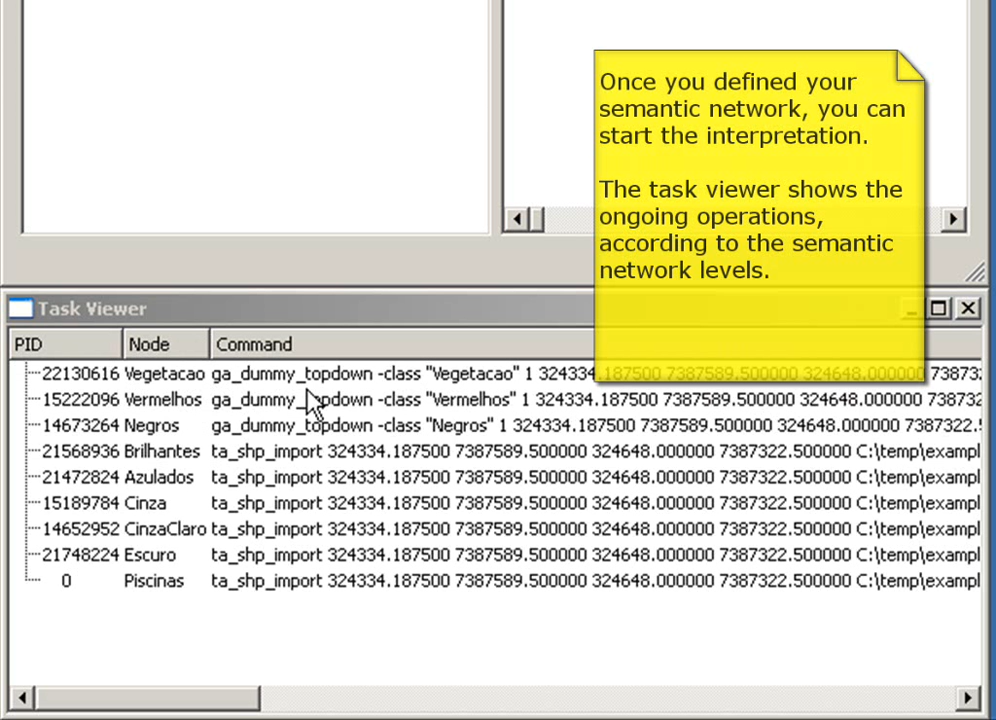 Once you defined your
semantic network, you can
start the interpretation.
The task viewer shows the
ongoing operations,
according to the semantic
network levels.
Task Viewer
PID Node Command
22130616 Vegetacao ga_dummy_topdown -class "Vegetacao" 1 324334.187500 7387589.500000 324648.000000 73873
15222096 Vermelhos ga_dummy_topdown -class "Vermelhos" 1 324334.187500 7387589.500000 324648.000000 73873
14673264 Negros ga_dummy_topdown -class "Negros" 1 324334.187500 7387589.500000 324648.000000 7387322.5
21568936 Brilhantes ta_shp_import 324334.187500 7387589.500000 324648.000000 7387322.500000 C:\temp\exampl
21472824 Azulados ta_shp_import 324334.187500 7387589.500000 324648.000000 7387322.500000 C:\temp\exampl
15189784 Cinza ta_shp_import 324334.187500 7387589.500000 324648.000000 7387322.500000 C:\temp\exampl
14652952 CinzaClaro ta_shp_import 324334.187500 7387589.500000 324648.000000 7387322.500000 C:\temp\exampl
21748224 Escuro ta_shp_import 324334.187500 7387589.500000 324648.000000 7387322.500000 C:\temp\exampl
0 Piscinas ta_shp_import 324334.187500 7387589.500000 324648.000000 7387322.500000 C:\temp\exampl